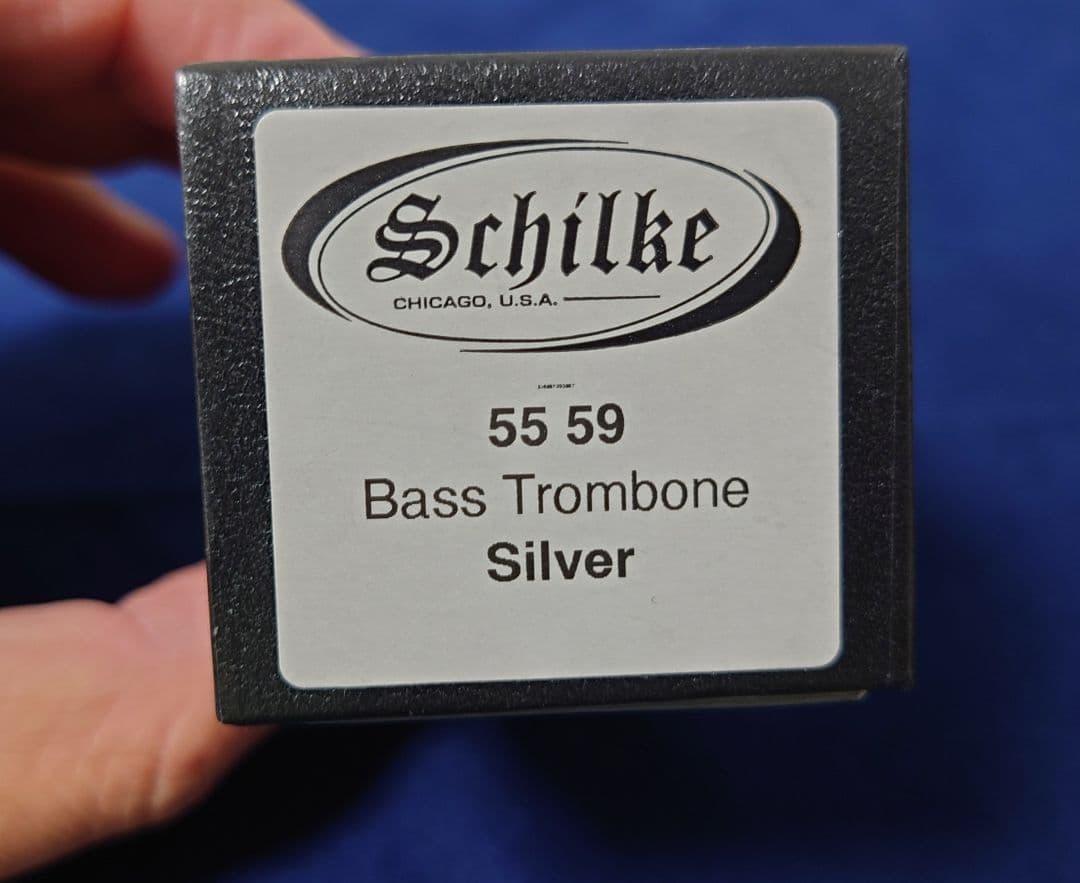 Schilke
CHICAGO, U.S.A.
55 59
Bass Trombone
Silver